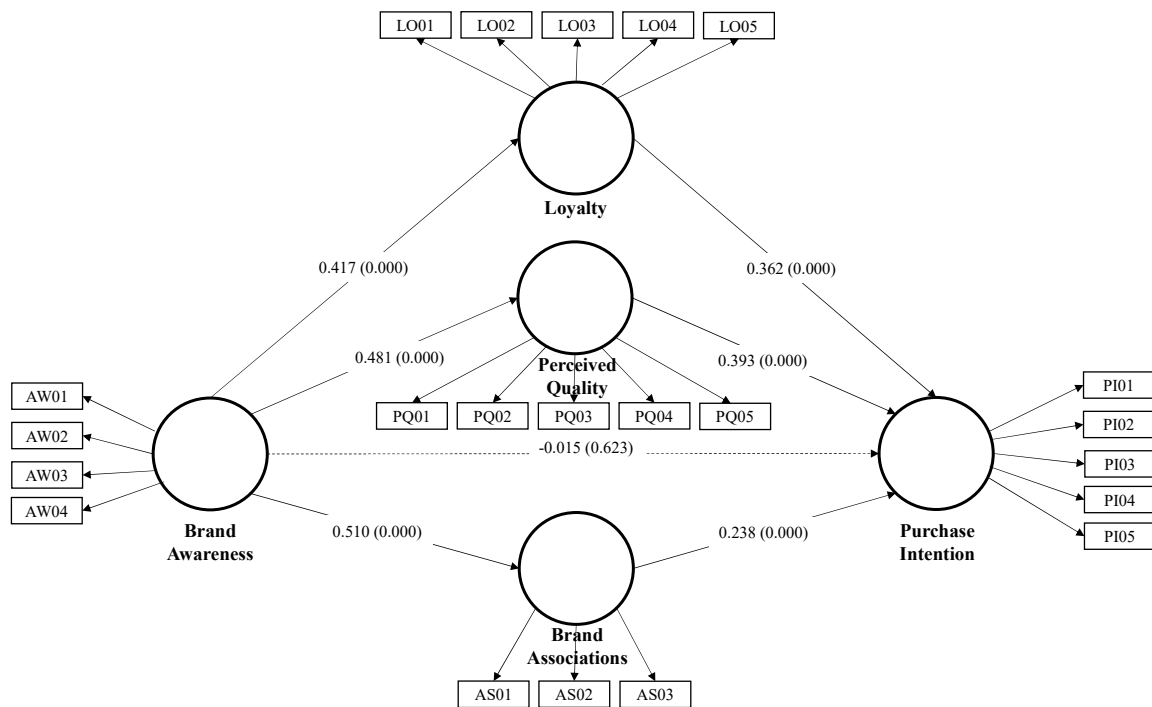 LO01 LO02 LO03 LO04 LO05
Loyalty
0.417 (0.000)
0.362 (0.000)
0.481 (0.000)
0.393 (0.000)
Perceived
Quality
PQ01 PQ02 PQ03 PQ04 PQ05
AW01
AW02
AW03
AW04
Brand
Awareness
-0.015 (0.623)
PI01
PI02
PI03
PI04
PI05
Purchase
Intention
0.510 (0.000)
0.238 (0.000)
Brand
Associations
AS01 AS02 AS03